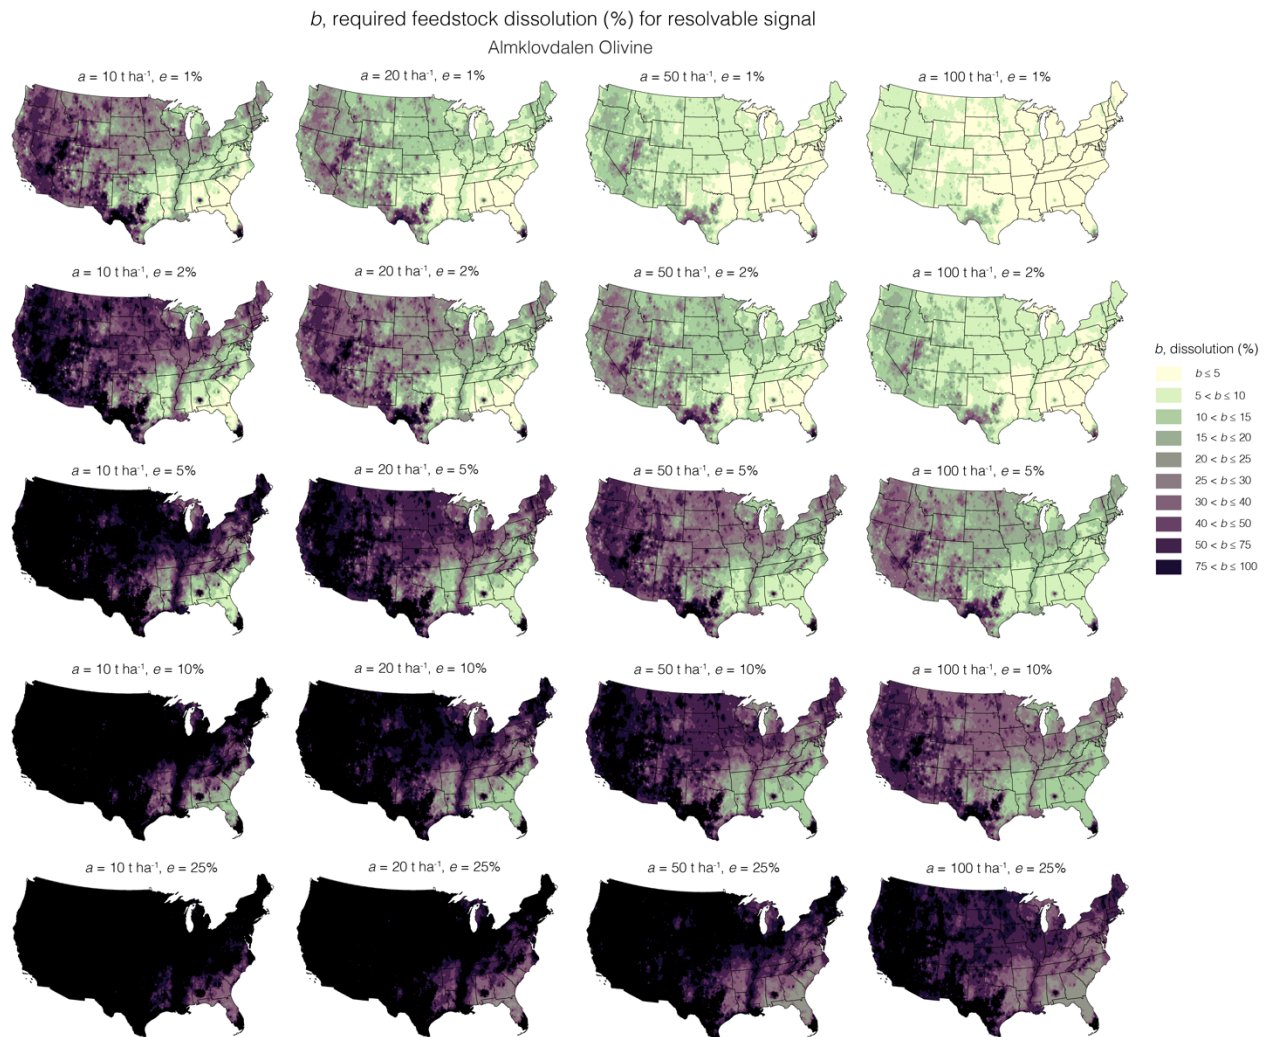 b, required feedstock dissolution (%) for resolvable signal
Almklovdalen Olivine
a = 10 t ha⁻¹, e = 1%
a = 20 t ha⁻¹, e = 1%
a = 50 t ha⁻¹, e = 1%
a = 100 t ha⁻¹, e = 1%
a = 10 t ha⁻¹, e = 2%
a = 20 t ha⁻¹, e = 2%
a = 50 t ha⁻¹, e = 2%
a = 100 t ha⁻¹, e = 2%
b, dissolution (%)
b ≤ 5
5 < b ≤ 10
10 < b ≤ 15
15 < b ≤ 20
20 < b ≤ 25
25 < b ≤ 30
30 < b ≤ 40
40 < b ≤ 50
50 < b ≤ 75
75 < b ≤ 100
a = 10 t ha⁻¹, e = 5%
a = 20 t ha⁻¹, e = 5%
a = 50 t ha⁻¹, e = 5%
a = 100 t ha⁻¹, e = 5%
a = 10 t ha⁻¹, e = 10%
a = 20 t ha⁻¹, e = 10%
a = 50 t ha⁻¹, e = 10%
a = 100 t ha⁻¹, e = 10%
a = 10 t ha⁻¹, e = 25%
a = 20 t ha⁻¹, e = 25%
a = 50 t ha⁻¹, e = 25%
a = 100 t ha⁻¹, e = 25%